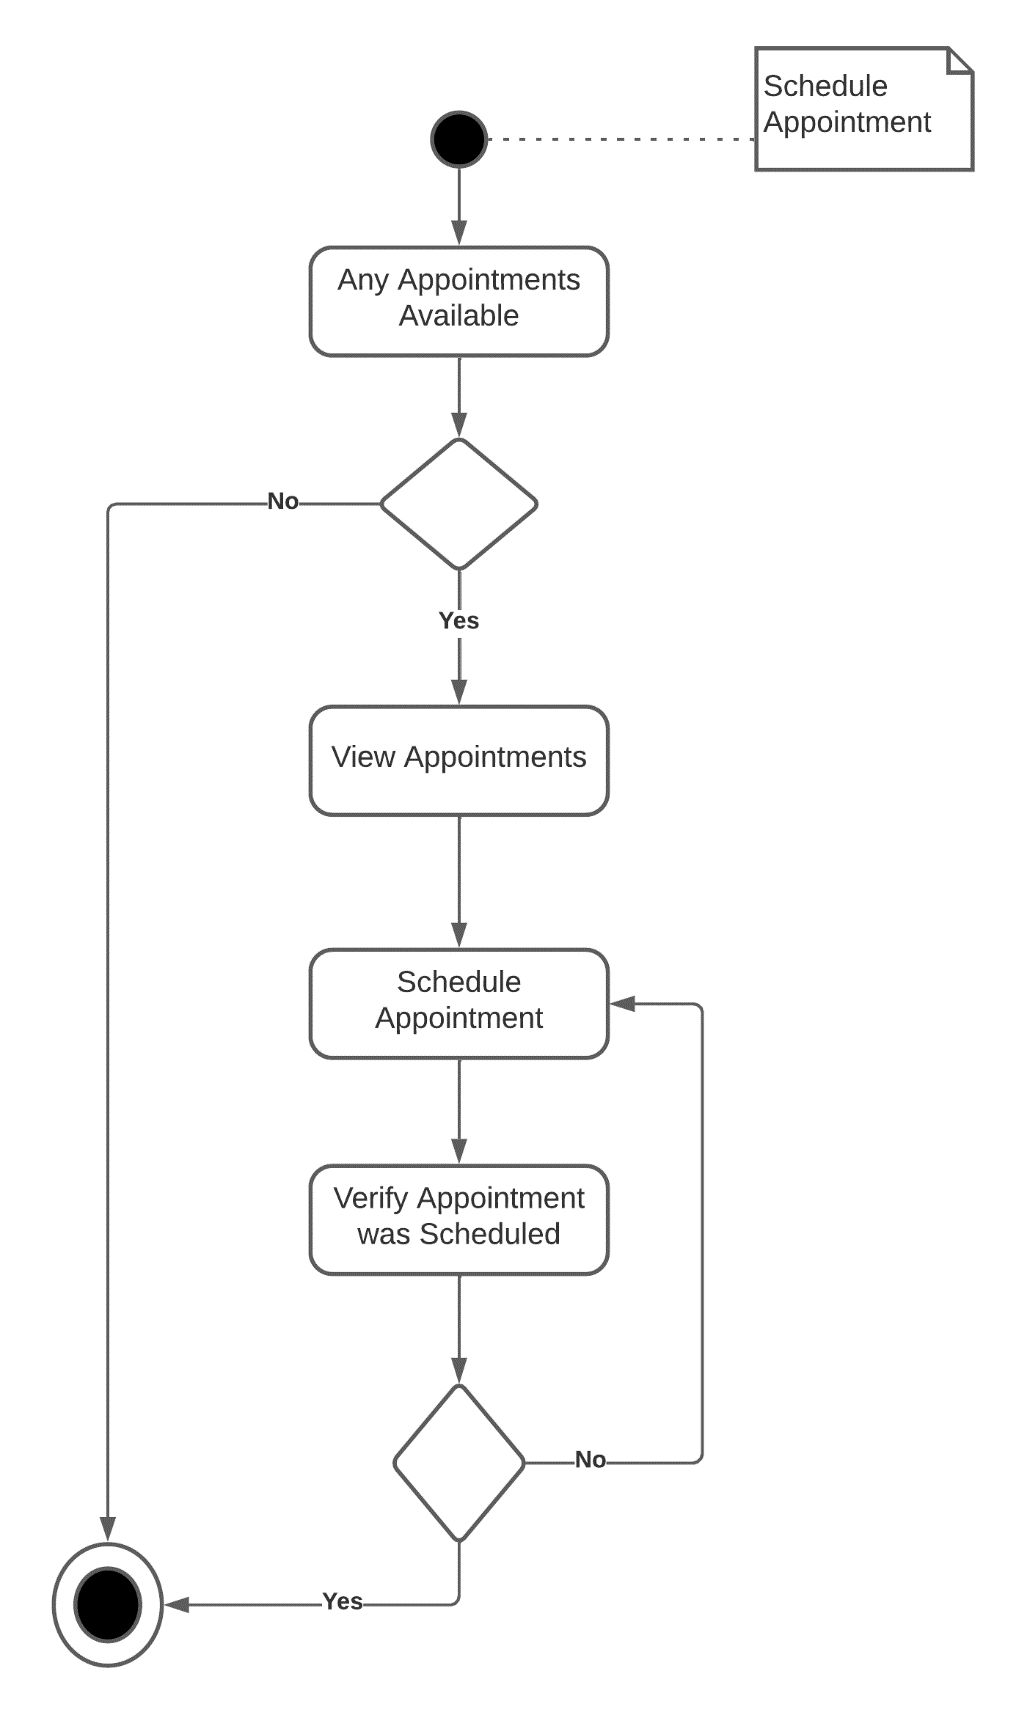 Schedule
Appointment
Any Appointments
Available
No
Yes
View Appointments
Schedule
Appointment
Verify Appointment
was Scheduled
No
Yes